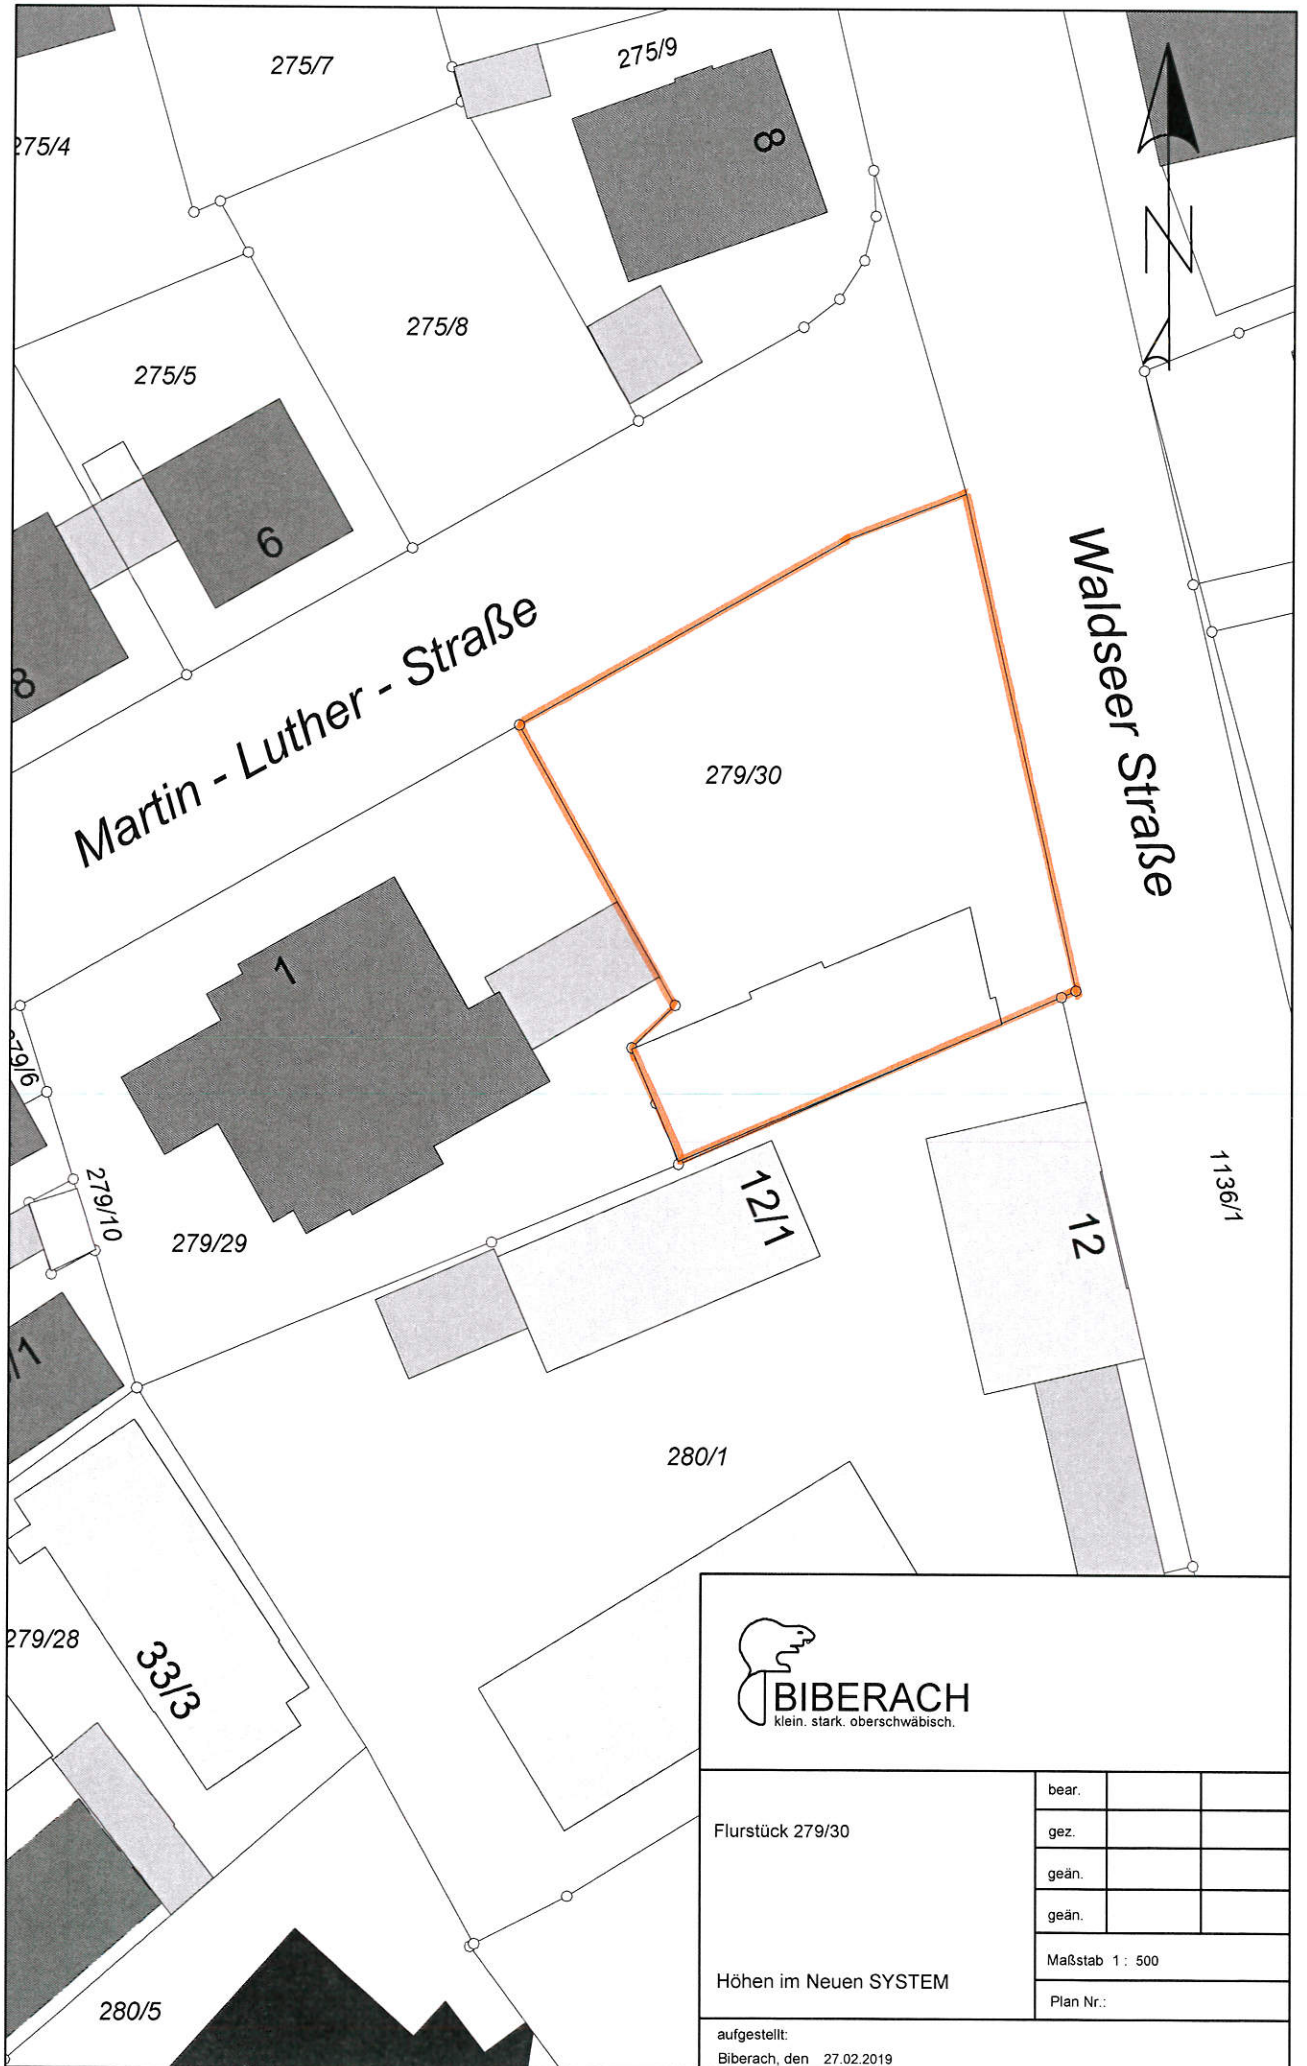 275/7
275/9
8
275/4
N
275/8
275/5
6
8
Martin - Luther - Straße
Waldseer Straße
279/30
1
279/6
279/10
279/29
12/1
12
1136/1
/1
280/1
279/28
33/3
280/5
BIBERACH
klein. stark. oberschwäbisch.
Flurstück 279/30
Höhen im Neuen SYSTEM
bear.
gez.
geän.
geän.
Maßstab 1 : 500
Plan Nr.:
aufgestellt:
Biberach, den 27.02.2019